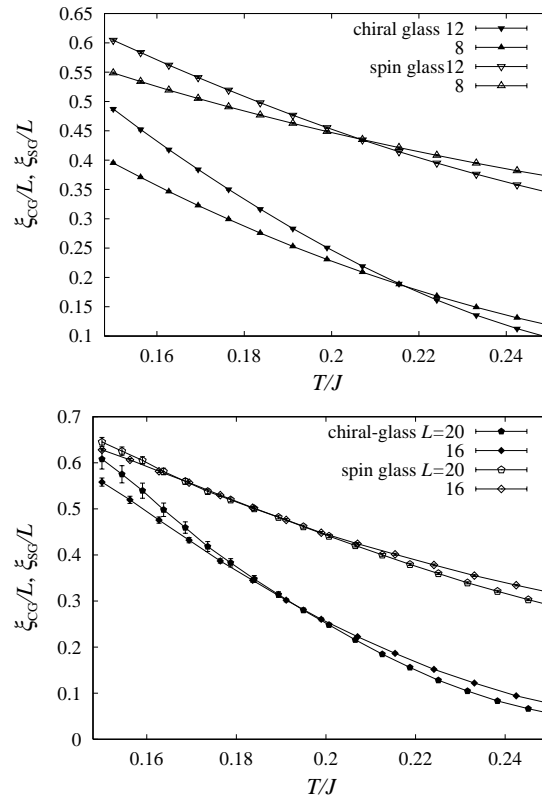 0.65
0.6
0.55
0.5
0.45
0.4
0.35
0.3
0.25
0.2
0.15
0.1
ξCG/L, ξSG/L
chiral glass 12
8
spin glass12
8
0.16 0.18 0.2 0.22 0.24
T/J
0.7
0.6
0.5
0.4
0.3
0.2
0.1
0
ξCG/L, ξSG/L
chiral-glass L=20
16
spin glass L=20
16
0.16 0.18 0.2 0.22 0.24
T/J